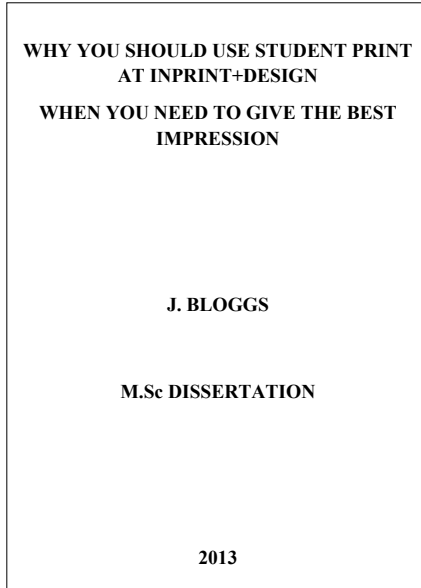 WHY YOU SHOULD USE STUDENT PRINT
AT INPRINT+DESIGN
WHEN YOU NEED TO GIVE THE BEST
IMPRESSION
J. BLOGGS
M.Sc DISSERTATION
2013